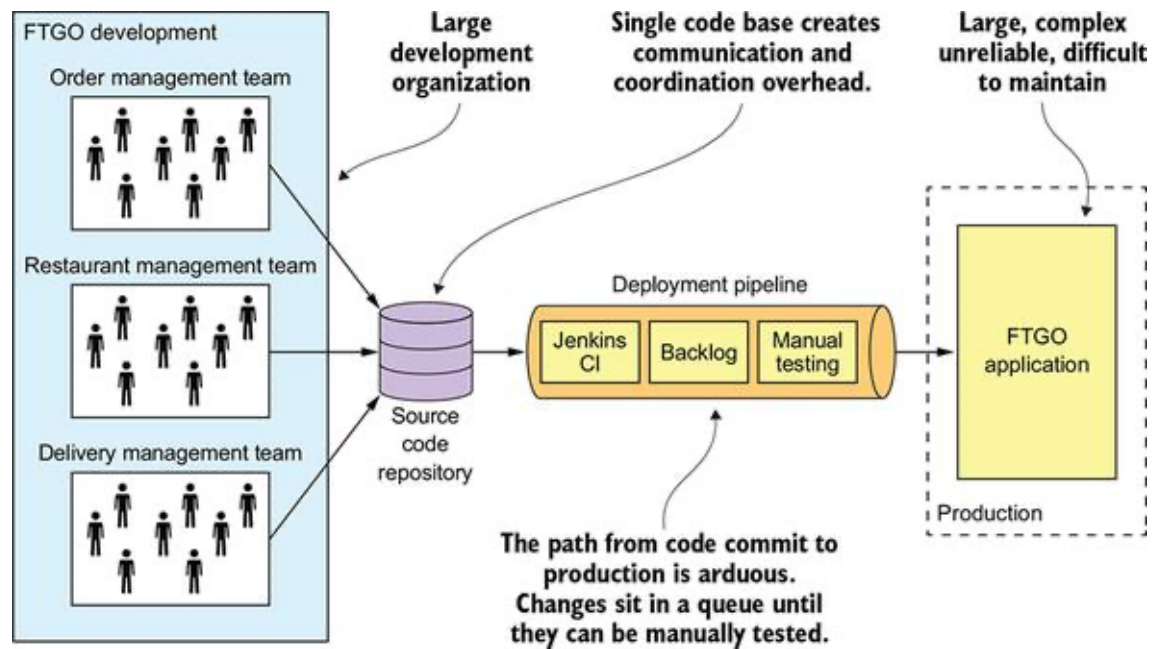 FTGO development
Order management team
Restaurant management team
Delivery management team
Large
development
organization
Single code base creates
communication and
coordination overhead.
Large, complex
unreliable, difficult
to maintain
Source
code
repository
Deployment pipeline
Jenkins
CI
Backlog
Manual
testing
The path from code commit to
production is arduous.
Changes sit in a queue until
they can be manually tested.
FTGO
application
Production